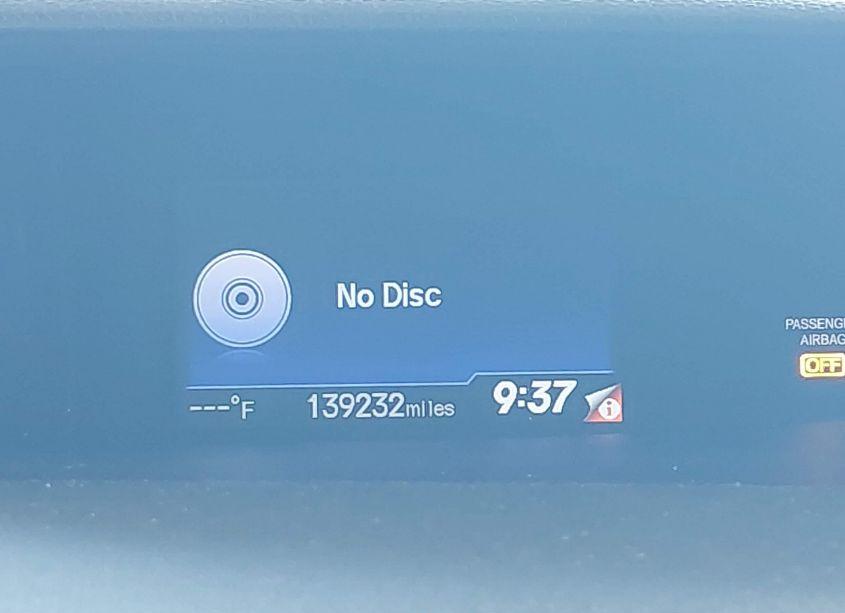 No Disc
---°F 139232miles 9:37 i
PASSENG
AIRBAG
OFF